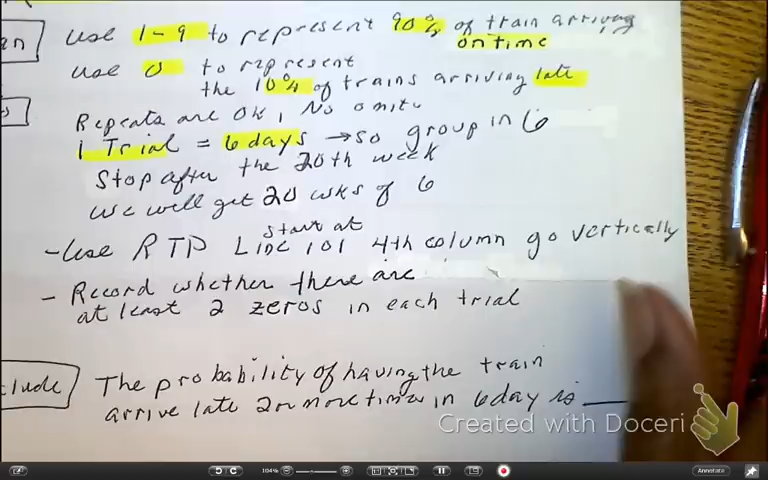 an
use 1-9 to represent 90% of train arriving
on time
use 0 to represent
the 10% of trains arriving late
Repeats are OK, No omit
1 Trial = 6 days → so group in 6
Stop after the 20th week
we will get 20 wks of 6
start at
- Use RTD Line 101 4th column go vertically
- Record whether there are
at least 2 zeros in each trial
clude
The probability of having the train
arrive late 2 or more times in 6 day is ___
Created with Doceri
104%
Annotate